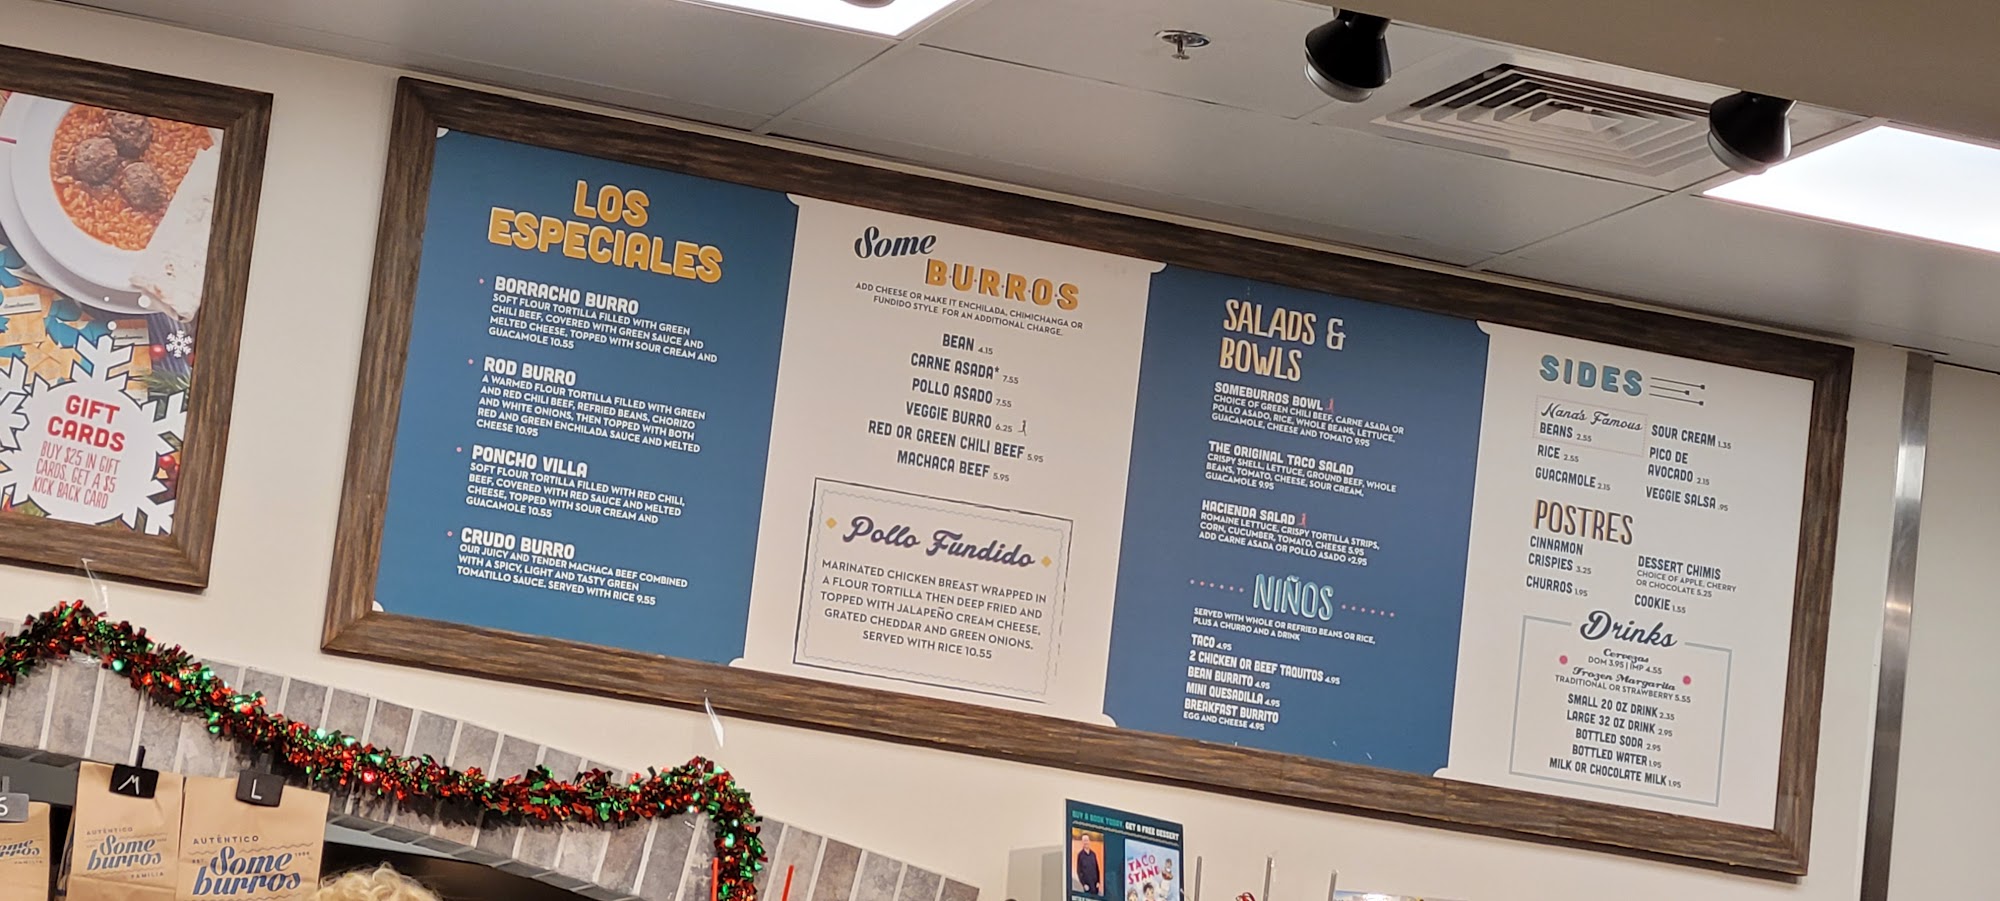 GIFT
CARDS
BUY $25 IN GIFT
CARDS, GET A $5
KICK BACK CARD
LOS
ESPECIALES
BORRACHO BURRO
SOFT FLOUR TORTILLA FILLED WITH GREEN
CHILI BEEF, COVERED WITH GREEN SAUCE AND
MELTED CHEESE, TOPPED WITH SOUR CREAM AND
GUACAMOLE 10.55
ROD BURRO
A WARMED FLOUR TORTILLA FILLED WITH GREEN
AND RED CHILI BEEF, REFRIED BEANS, CHORIZO
AND WHITE ONIONS, THEN TOPPED WITH BOTH
RED AND GREEN ENCHILADA SAUCE AND MELTED
CHEESE 10.95
PONCHO VILLA
SOFT FLOUR TORTILLA FILLED WITH RED CHILI,
BEEF, COVERED WITH RED SAUCE AND MELTED
CHEESE, TOPPED WITH SOUR CREAM AND
GUACAMOLE 10.55
CRUDO BURRO
OUR JUICY AND TENDER MACHACA BEEF COMBINED
WITH A SPICY, LIGHT AND TASTY GREEN
TOMATILLO SAUCE. SERVED WITH RICE 9.55
Some
B·U·R·R·O·S
ADD CHEESE OR MAKE IT ENCHILADA, CHIMICHANGA OR
FUNDIDO STYLE FOR AN ADDITIONAL CHARGE.
BEAN 4.15
CARNE ASADA* 7.55
POLLO ASADO 7.55
VEGGIE BURRO 6.25
RED OR GREEN CHILI BEEF 5.95
MACHACA BEEF 5.95
Pollo Fundido
MARINATED CHICKEN BREAST WRAPPED IN
A FLOUR TORTILLA THEN DEEP FRIED AND
TOPPED WITH JALAPEÑO CREAM CHEESE,
GRATED CHEDDAR AND GREEN ONIONS.
SERVED WITH RICE 10.55
SALADS &
BOWLS
SOMEBURROS BOWL
CHOICE OF GREEN CHILI BEEF, CARNE ASADA OR
POLLO ASADO, RICE, WHOLE BEANS, LETTUCE,
GUACAMOLE, CHEESE AND TOMATO 9.95
THE ORIGINAL TACO SALAD
CRISPY SHELL, LETTUCE, GROUND BEEF, WHOLE
BEANS, TOMATO, CHEESE, SOUR CREAM,
GUACAMOLE 9.95
HACIENDA SALAD
ROMAINE LETTUCE, CRISPY TORTILLA STRIPS,
CORN, CUCUMBER, TOMATO, CHEESE 5.95
ADD CARNE ASADA OR POLLO ASADO +2.95
NIÑOS
SERVED WITH WHOLE OR REFRIED BEANS OR RICE,
PLUS A CHURRO AND A DRINK
TACO 4.95
2 CHICKEN OR BEEF TAQUITOS 4.95
BEAN BURRITO 4.95
MINI QUESADILLA 4.95
BREAKFAST BURRITO
EGG AND CHEESE 4.95
SIDES
Nana's Famous
BEANS 2.55
RICE 2.55
GUACAMOLE 2.15
SOUR CREAM 1.35
PICO DE
AVOCADO 2.15
VEGGIE SALSA .95
POSTRES
CINNAMON
CRISPIES 3.25
CHURROS 1.95
DESSERT CHIMIS
CHOICE OF APPLE, CHERRY
OR CHOCOLATE 5.25
COOKIE 1.55
Drinks
Cervezas
DOM 3.95 | IMP 4.55
Frozen Margarita
TRADITIONAL OR STRAWBERRY 5.55
SMALL 20 OZ DRINK 2.35
LARGE 32 OZ DRINK 2.95
BOTTLED SODA 2.95
BOTTLED WATER 1.95
MILK OR CHOCOLATE MILK 1.95
S
M
L
AUTÉNTICO
Some
burros
FAMILIA
AUTÉNTICO
Some
burros
BUY A BOOK TODAY, GET A FREE DESSERT
TACO
STAND